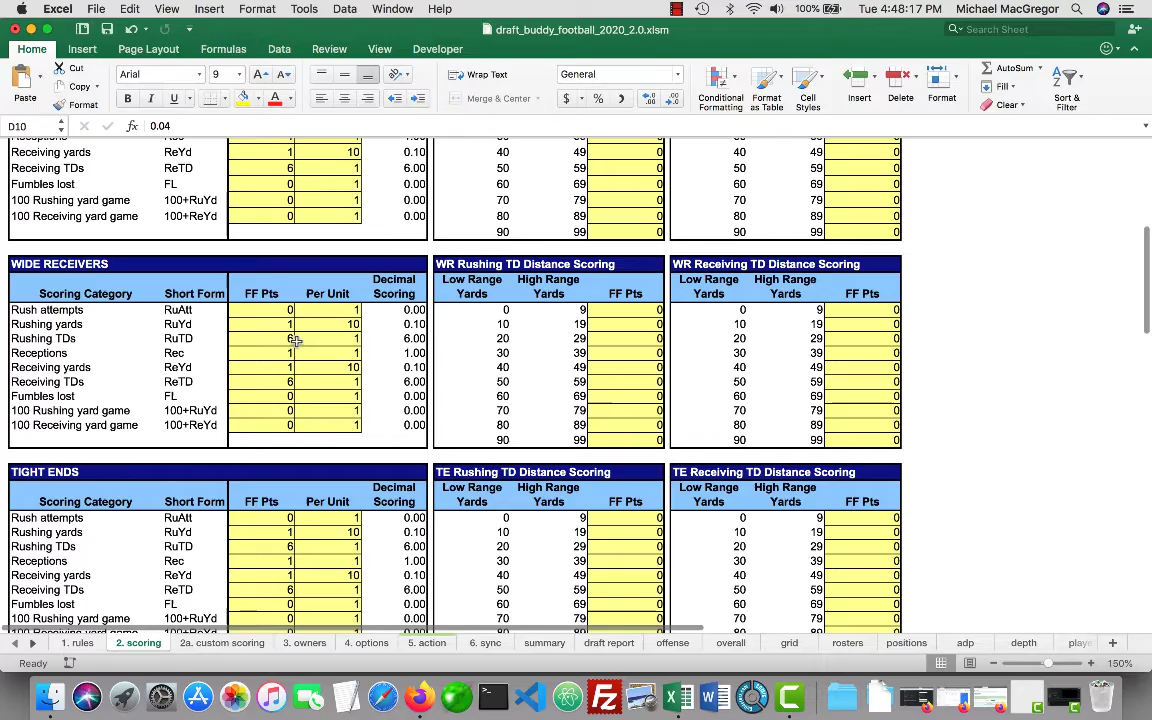 Excel File Edit View Insert Format Tools Data Window Help 100% Tue 4:48:17 PM Michael MacGregor
draft_buddy_football_2020_2.0.xlsm Search Sheet
Home Insert Page Layout Formulas Data Review View Developer
Paste Cut Copy Format Arial 9 B I U A Wrap Text Merge & Center General $ % Conditional Formatting Format as Table Cell Styles Insert Delete Format AutoSum Fill Clear Sort & Filter
D10 fx 0.04
Receiving yards ReYd 1 10 0.10 40 49 0 40 49 0
Receiving TDs ReTD 6 1 6.00 50 59 0 50 59 0
Fumbles lost FL 0 1 0.00 60 69 0 60 69 0
100 Rushing yard game 100+RuYd 0 1 0.00 70 79 0 70 79 0
100 Receiving yard game 100+ReYd 0 1 0.00 80 89 0 80 89 0
90 99 0 90 99 0
WIDE RECEIVERS WR Rushing TD Distance Scoring WR Receiving TD Distance Scoring
Decimal Low Range High Range Low Range High Range
Scoring Category Short Form FF Pts Per Unit Scoring Yards Yards FF Pts Yards Yards FF Pts
Rush attempts RuAtt 0 1 0.00 0 9 0 0 9 0
Rushing yards RuYd 1 10 0.10 10 19 0 10 19 0
Rushing TDs RuTD 6 1 6.00 20 29 0 20 29 0
Receptions Rec 1 1 1.00 30 39 0 30 39 0
Receiving yards ReYd 1 10 0.10 40 49 0 40 49 0
Receiving TDs ReTD 6 1 6.00 50 59 0 50 59 0
Fumbles lost FL 0 1 0.00 60 69 0 60 69 0
100 Rushing yard game 100+RuYd 0 1 0.00 70 79 0 70 79 0
100 Receiving yard game 100+ReYd 0 1 0.00 80 89 0 80 89 0
90 99 0 90 99 0
TIGHT ENDS TE Rushing TD Distance Scoring TE Receiving TD Distance Scoring
Decimal Low Range High Range Low Range High Range
Scoring Category Short Form FF Pts Per Unit Scoring Yards Yards FF Pts Yards Yards FF Pts
Rush attempts RuAtt 0 1 0.00 0 9 0 0 9 0
Rushing yards RuYd 1 10 0.10 10 19 0 10 19 0
Rushing TDs RuTD 6 1 6.00 20 29 0 20 29 0
Receptions Rec 1 1 1.00 30 39 0 30 39 0
Receiving yards ReYd 1 10 0.10 40 49 0 40 49 0
Receiving TDs ReTD 6 1 6.00 50 59 0 50 59 0
Fumbles lost FL 0 1 0.00 60 69 0 60 69 0
100 Rushing yard game 100+RuYd 0 1 0.00 70 79 0 70 79 0
1. rules 2. scoring 2a. custom scoring 3. owners 4. options 5. action 6. sync summary draft report offense overall grid rosters positions adp depth playe
Ready 150%